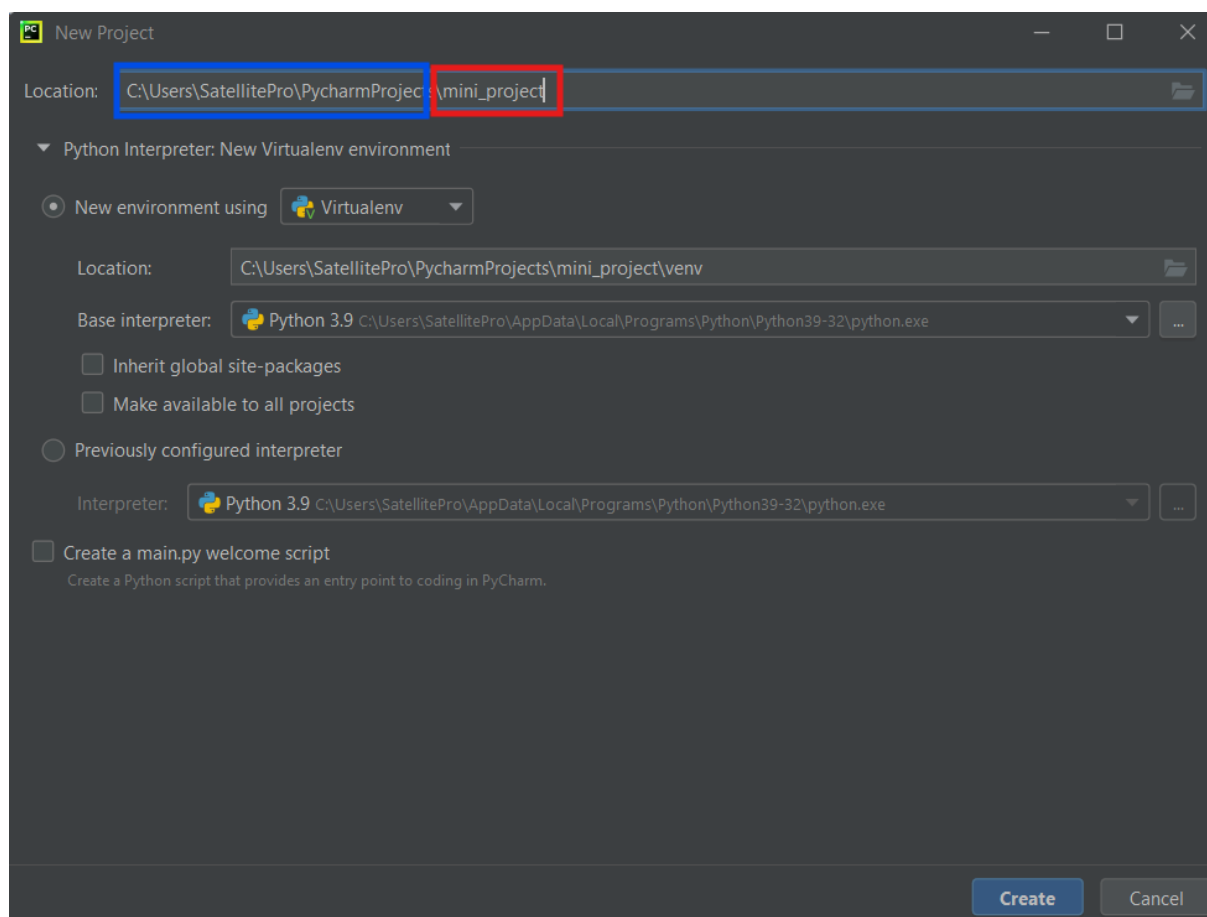 PC
New Project
Location: C:\Users\SatellitePro\PycharmProjects\mini_project
Python Interpreter: New Virtualenv environment
New environment using Virtualenv
Location: C:\Users\SatellitePro\PycharmProjects\mini_project\venv
Base interpreter: Python 3.9 C:\Users\SatellitePro\AppData\Local\Programs\Python\Python39-32\python.exe ...
Inherit global site-packages
Make available to all projects
Previously configured interpreter
Interpreter: Python 3.9 C:\Users\SatellitePro\AppData\Local\Programs\Python\Python39-32\python.exe ...
Create a main.py welcome script
Create a Python script that provides an entry point to coding in PyCharm.
Create Cancel